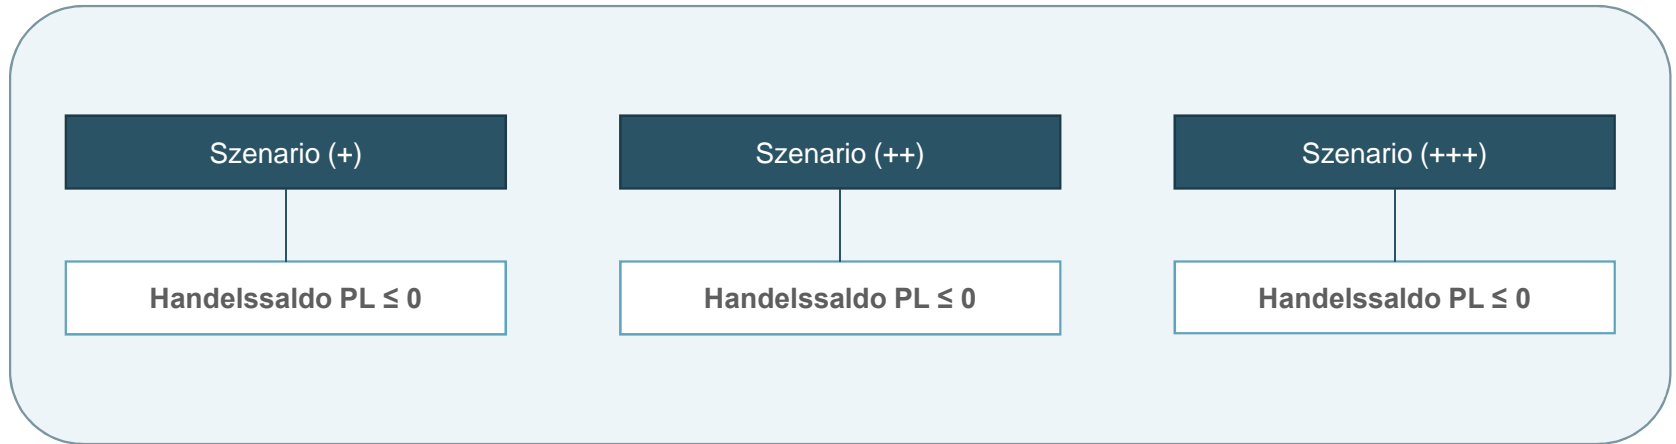 Szenario (+)
Szenario (++)
Szenario (+++)
Handelssaldo PL ≤ 0
Handelssaldo PL ≤ 0
Handelssaldo PL ≤ 0